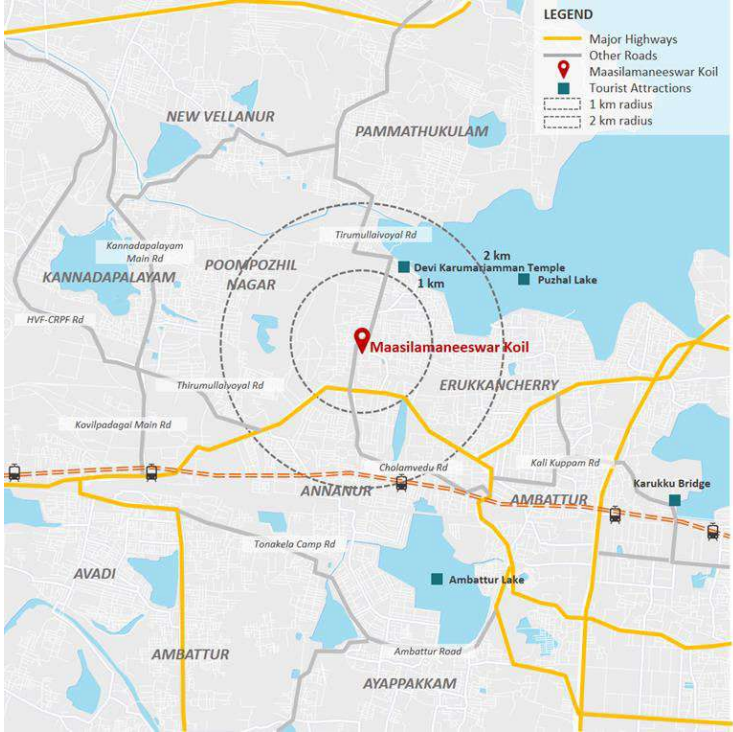 LEGEND
Major Highways
Other Roads
Maasilamaneeswar Koil
Tourist Attractions
1 km radius
2 km radius
NEW VELLANUR
PAMMATHUKULAM
Tirumullaivoyal Rd
Kannadapalayam
Main Rd
2 km
POOMPOZHIL
NAGAR
Devi Karumariamman Temple
KANNADAPALAYAM
1 km
Puzhal Lake
HVF-CRPF Rd
Maasilamaneeswar Koil
Thirumullaivoyal Rd
ERUKKANCHERRY
Kovilpadagai Main Rd
Cholamvedu Rd
Kali Kuppam Rd
Karukku Bridge
ANNANUR
AMBATTUR
Tonakela Camp Rd
AVADI
Ambattur Lake
AMBATTUR
Ambattur Road
AYAPPAKKAM